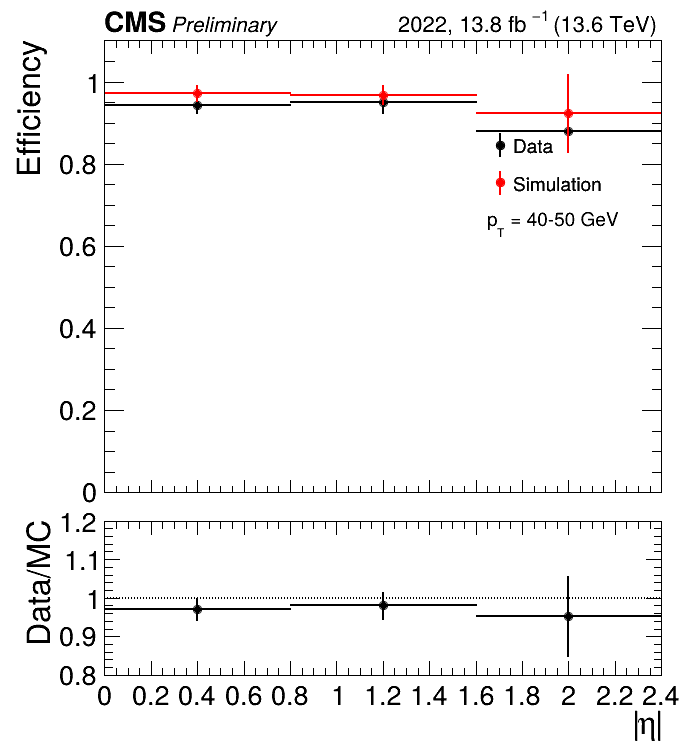 CMS Preliminary 2022, 13.8 fb⁻¹ (13.6 TeV)
Efficiency
1
0.8
0.6
0.4
0.2
0
Data
Simulation
p_T = 40-50 GeV
Data/MC
1.2
1.1
1
0.9
0.8
0 0.2 0.4 0.6 0.8 1 1.2 1.4 1.6 1.8 2 2.2 2.4
|η|